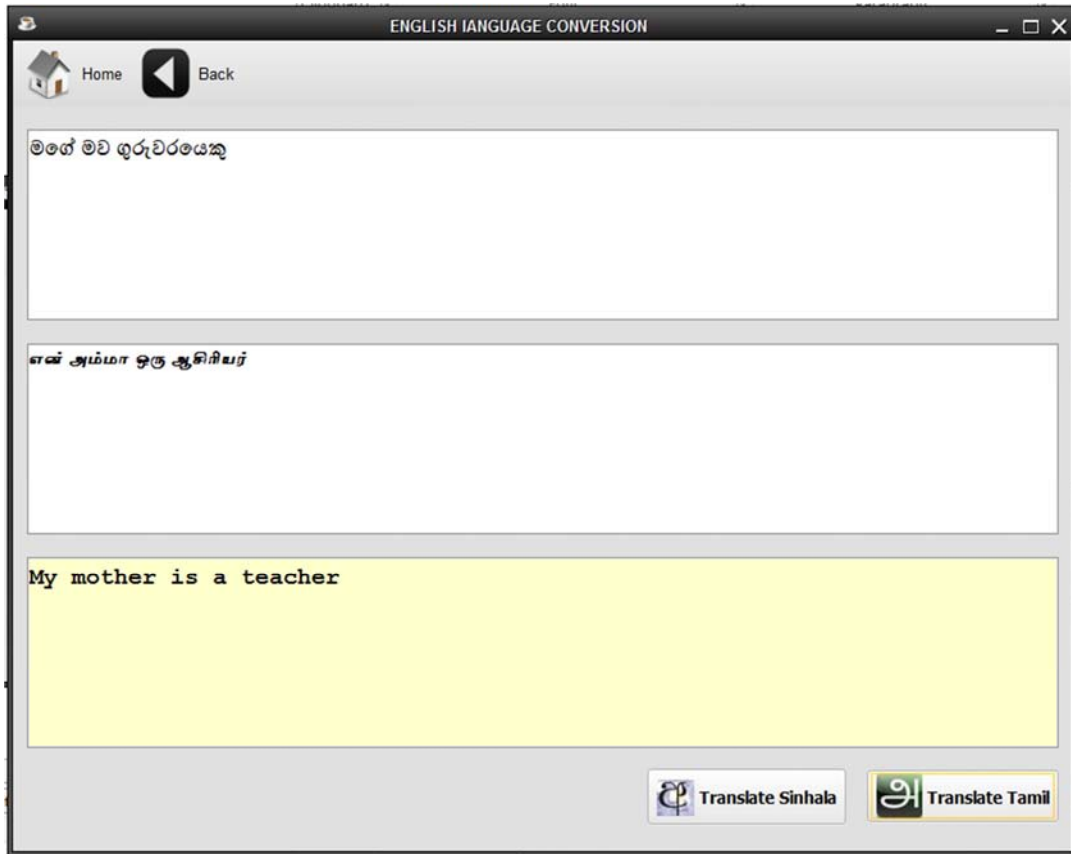 ENGLISH lANGUAGE CONVERSION
Home
Back
මගේ මව ගුරුවරයෙකු
என் அம்மா ஒரு ஆசிரியர்
My mother is a teacher
අ Translate Sinhala
அ Translate Tamil